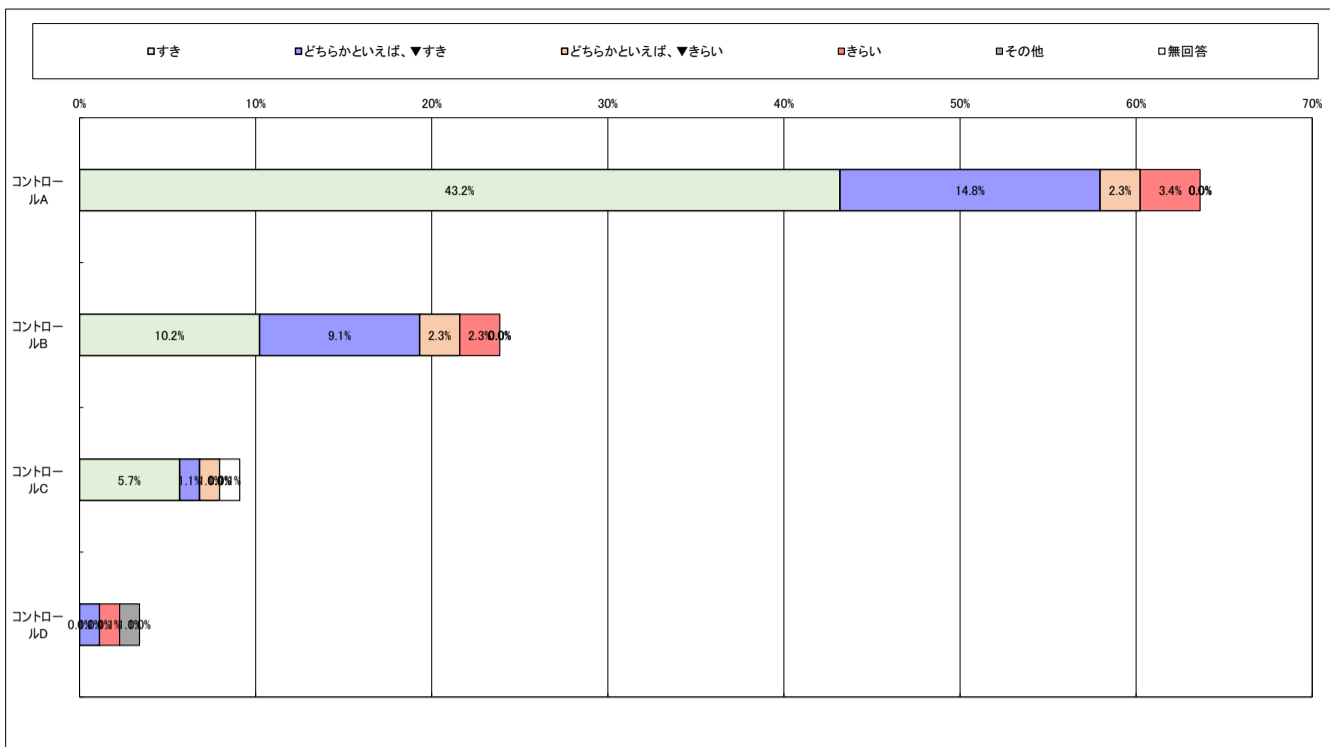 すき どちらかといえば、▼すき どちらかといえば、▼きらい きらい その他 無回答
0% 10% 20% 30% 40% 50% 60% 70%
コントロー
ルA
43.2% 14.8% 2.3% 3.4% 0.0%
コントロー
ルB
10.2% 9.1% 2.3% 2.3% 0.0%
コントロー
ルC
5.7% 1.1%
コントロー
ルD